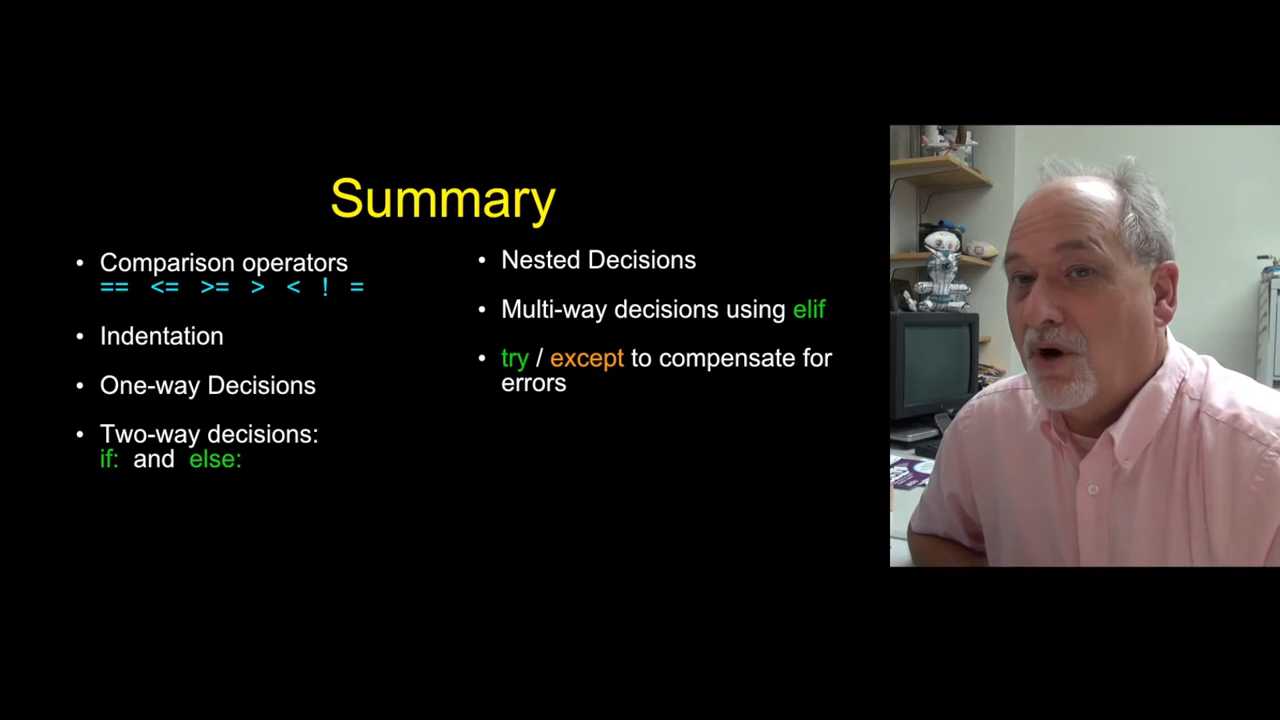 Summary
• Comparison operators
== <= >= > < ! =
• Indentation
• One-way Decisions
• Two-way decisions:
if: and else:
• Nested Decisions
• Multi-way decisions using elif
• try / except to compensate for
errors